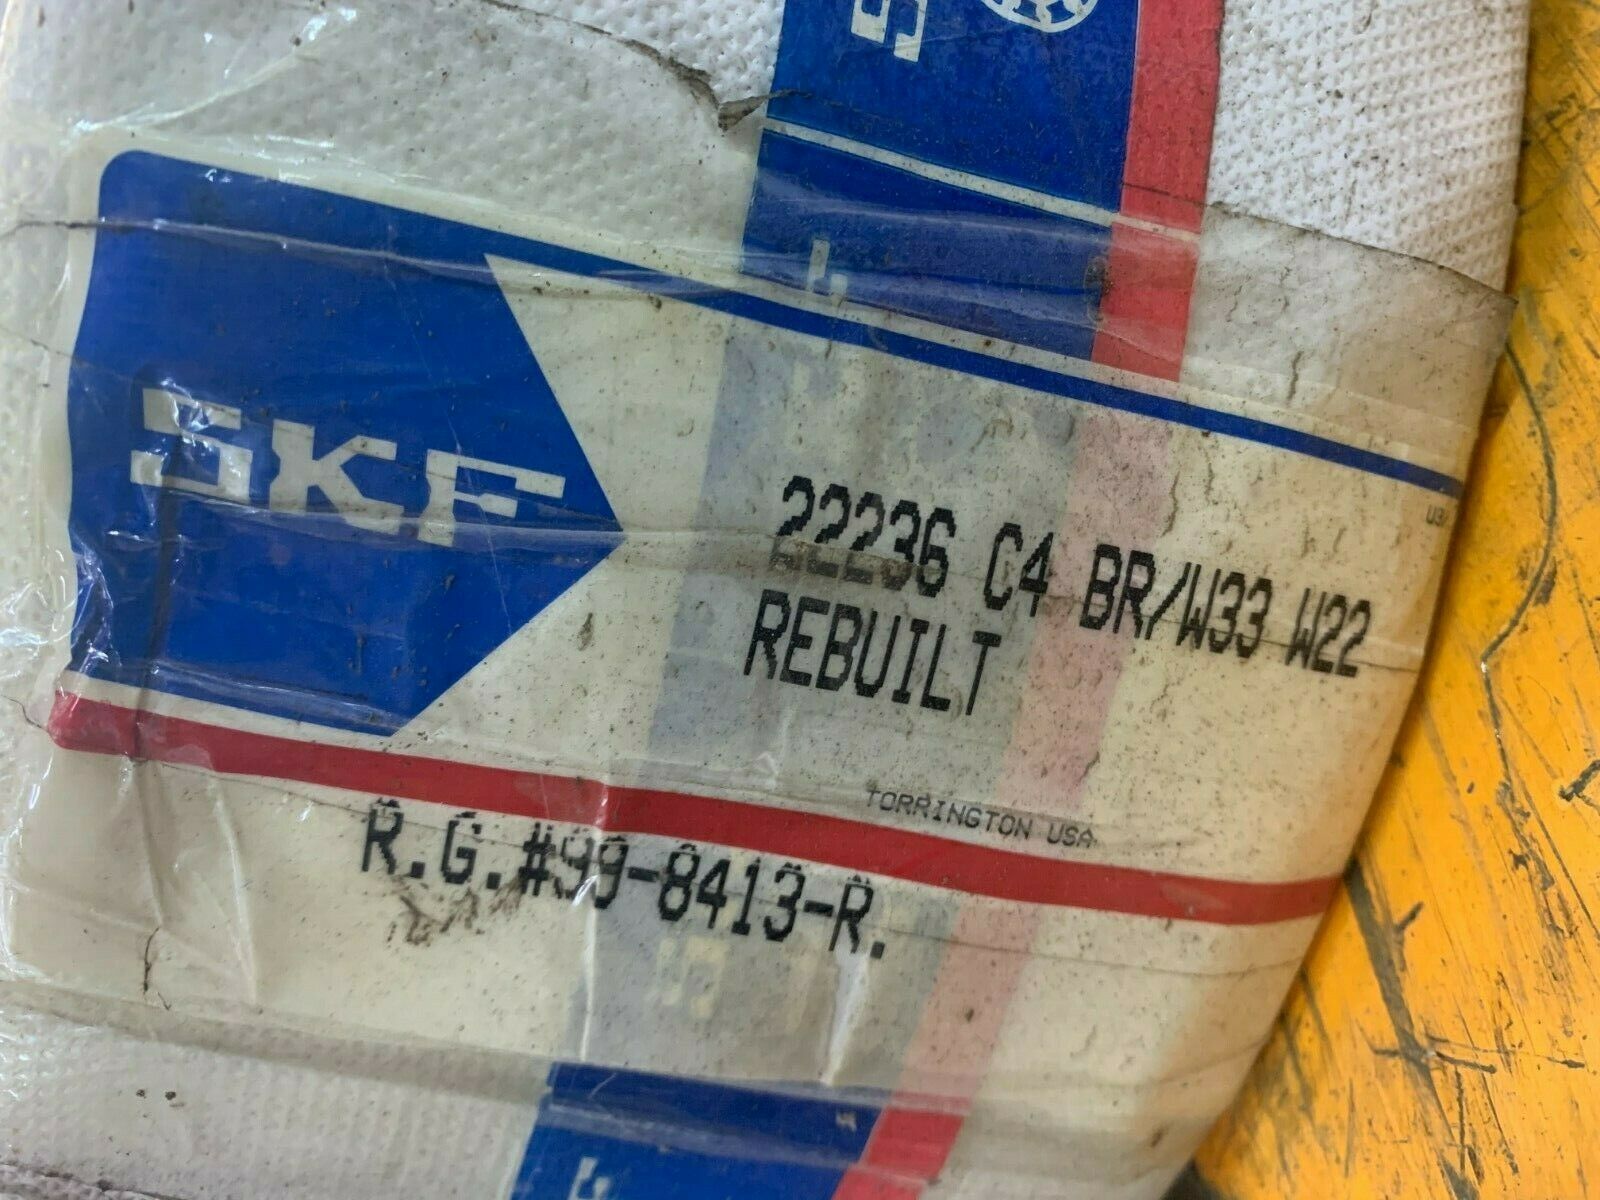 SKF
22236 C4 BR/W33 W22
REBUILT
TORRINGTON USA
R.G.#99-8413-R.